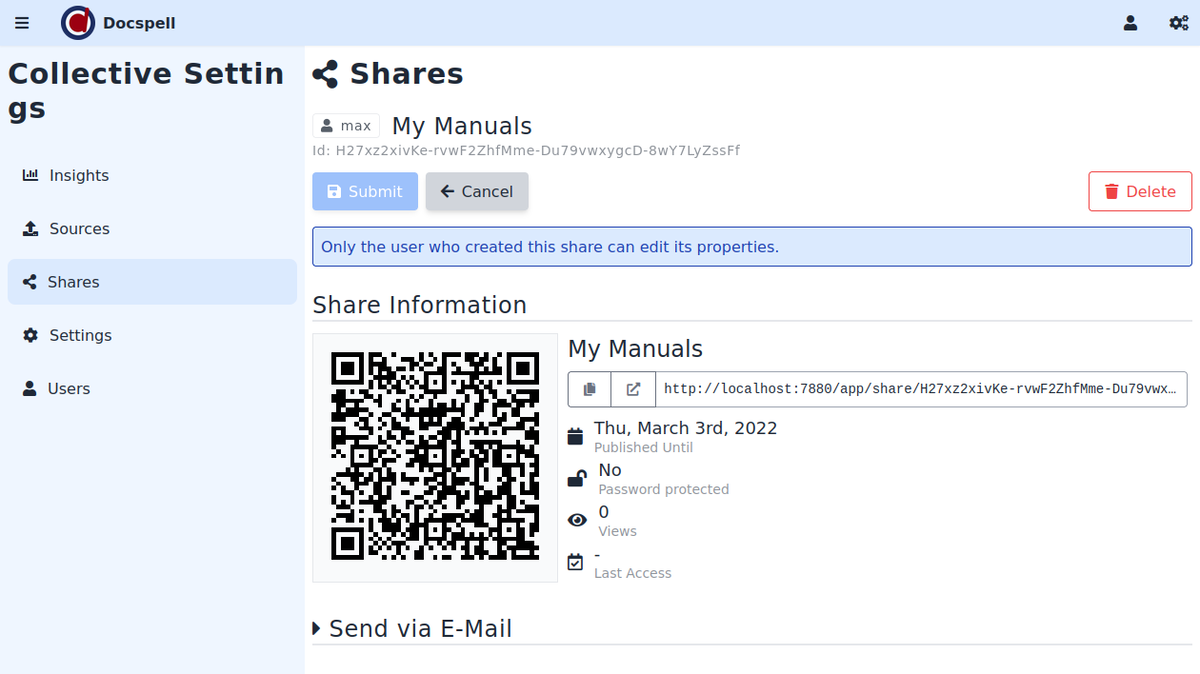 Docspell
Collective Settin
gs
Insights
Sources
Shares
Settings
Users
Shares
max My Manuals
Id: H27xz2xivKe-rvwF2ZhfMme-Du79vwxygcD-8wY7LyZssFf
Submit Cancel Delete
Only the user who created this share can edit its properties.
Share Information
My Manuals
http://localhost:7880/app/share/H27xz2xivKe-rvwF2ZhfMme-Du79vwx…
Thu, March 3rd, 2022
Published Until
No
Password protected
0
Views
-
Last Access
Send via E-Mail